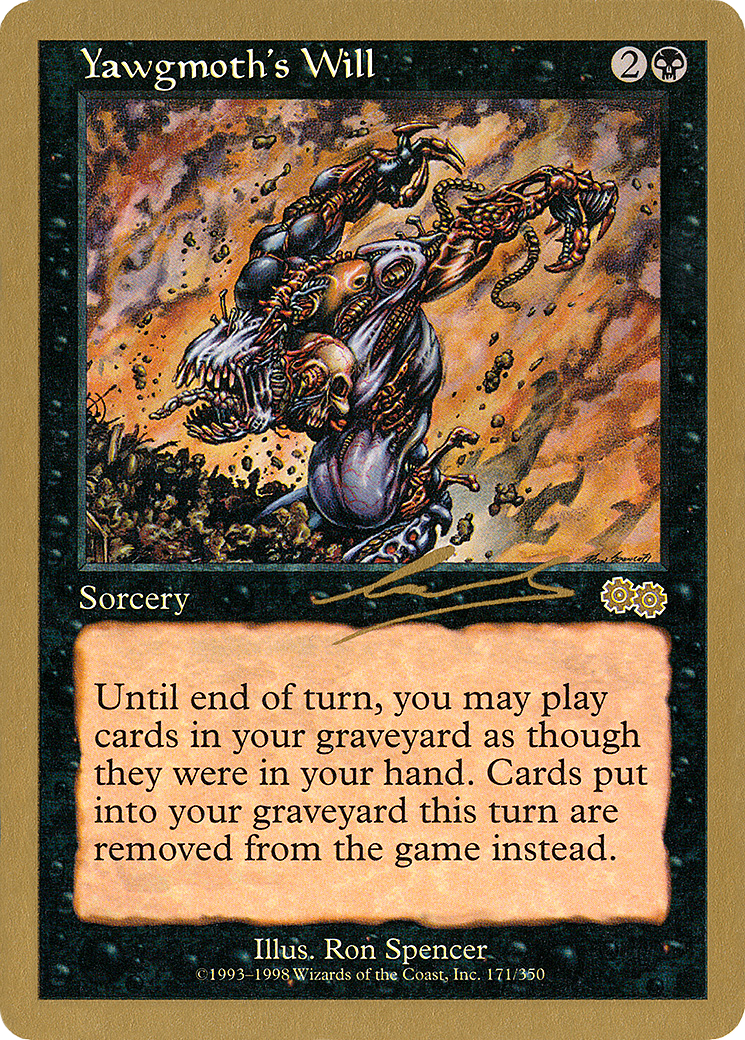 Yawgmoth's Will 2
Sorcery
Until end of turn, you may play
cards in your graveyard as though
they were in your hand. Cards put
into your graveyard this turn are
removed from the game instead.
Illus. Ron Spencer
©1993–1998 Wizards of the Coast, Inc. 171/350